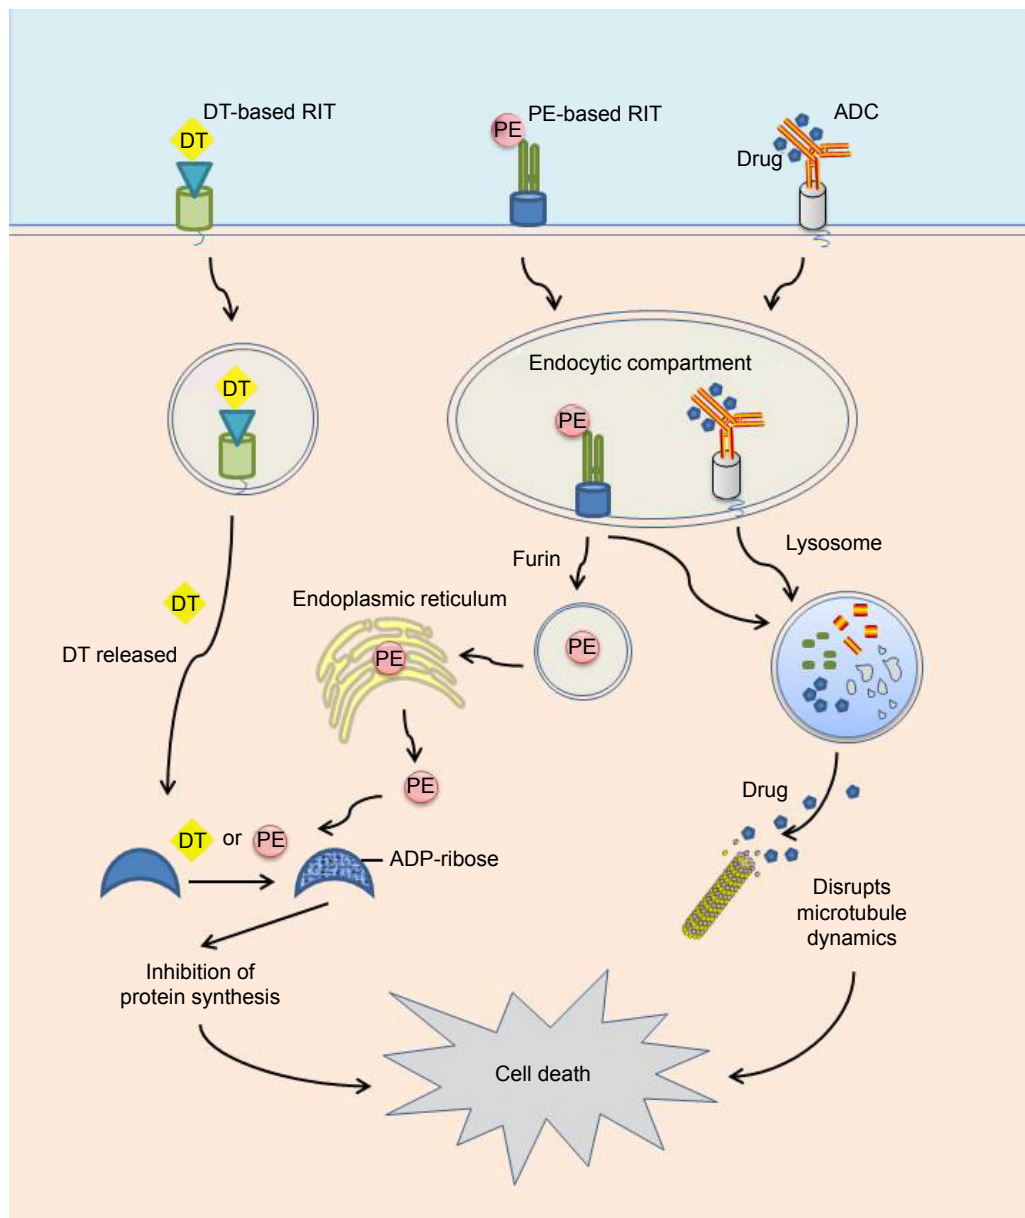 DT-based RIT
DT
PE-based RIT
PE
ADC
Drug
Endocytic compartment
DT
PE
Lysosome
Furin
DT
Endoplasmic reticulum
PE
PE
DT released
PE
Drug
DT or PE
ADP-ribose
Disrupts
microtubule
dynamics
Inhibition of
protein synthesis
Cell death